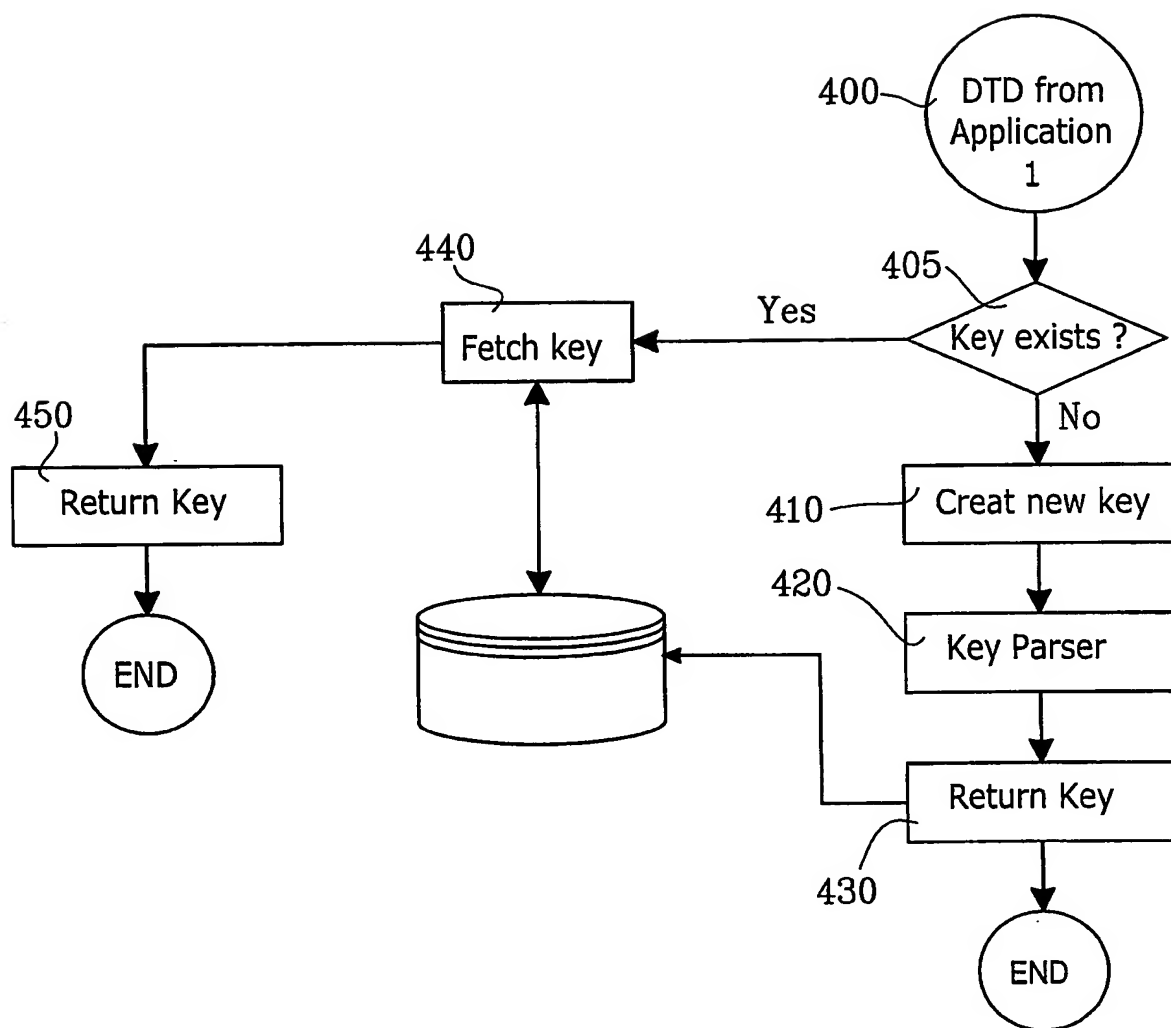 400
DTD from
Application
1
440
405
Yes
Fetch key
Key exists ?
450
No
Return Key
410
Creat new key
420
Key Parser
END
Return Key
430
END